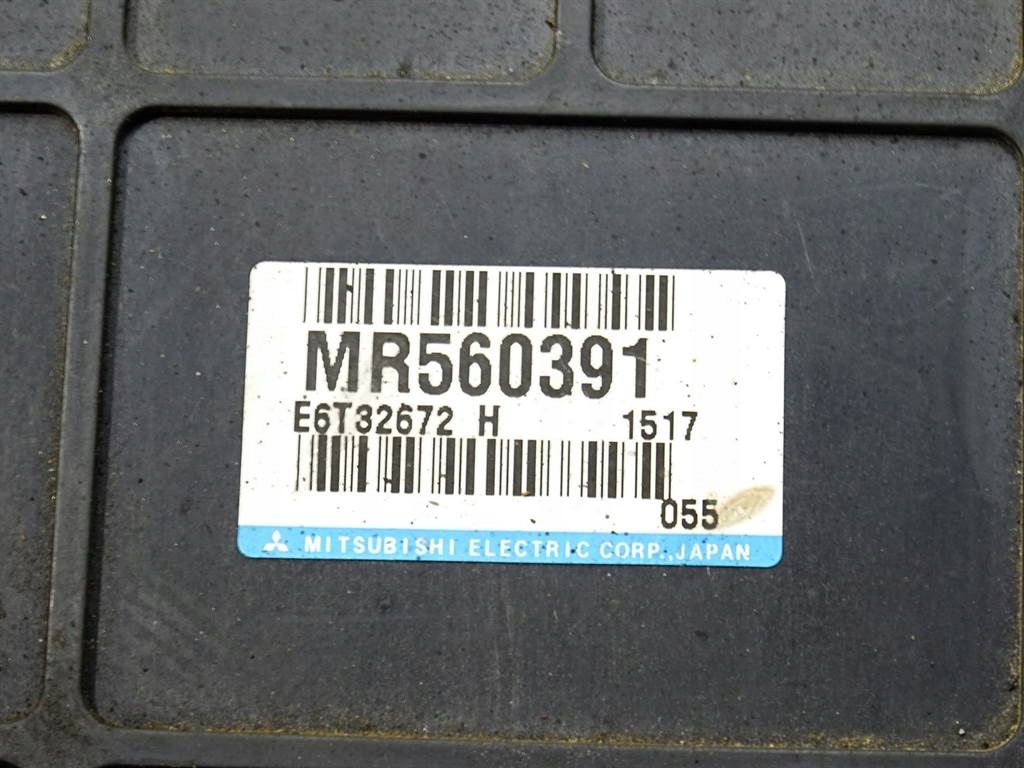 MR560391
E6T32672 H 1517
055
MITSUBISHI ELECTRIC CORP.,JAPAN